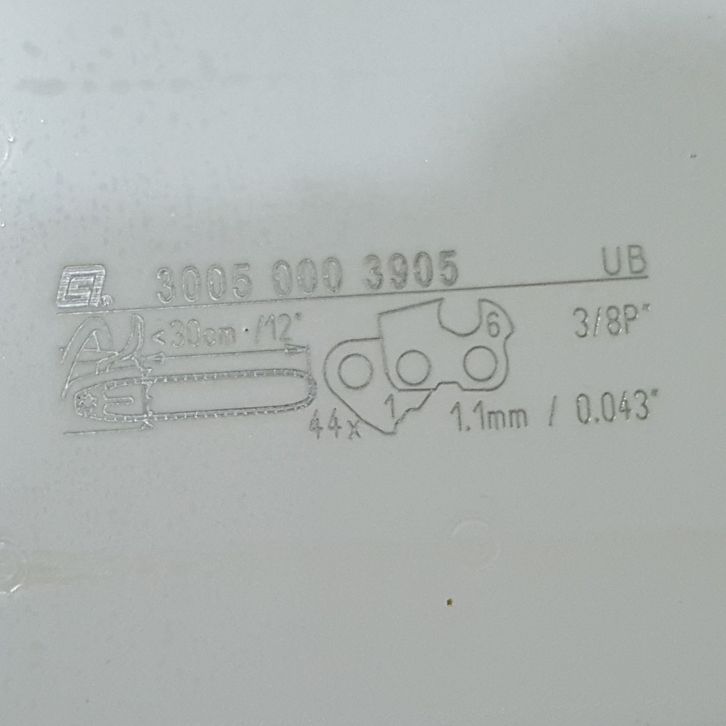 3005 000 3905 UB
<30cm·/12" 6 3/8P"
44x 1 1.1mm / 0.043"